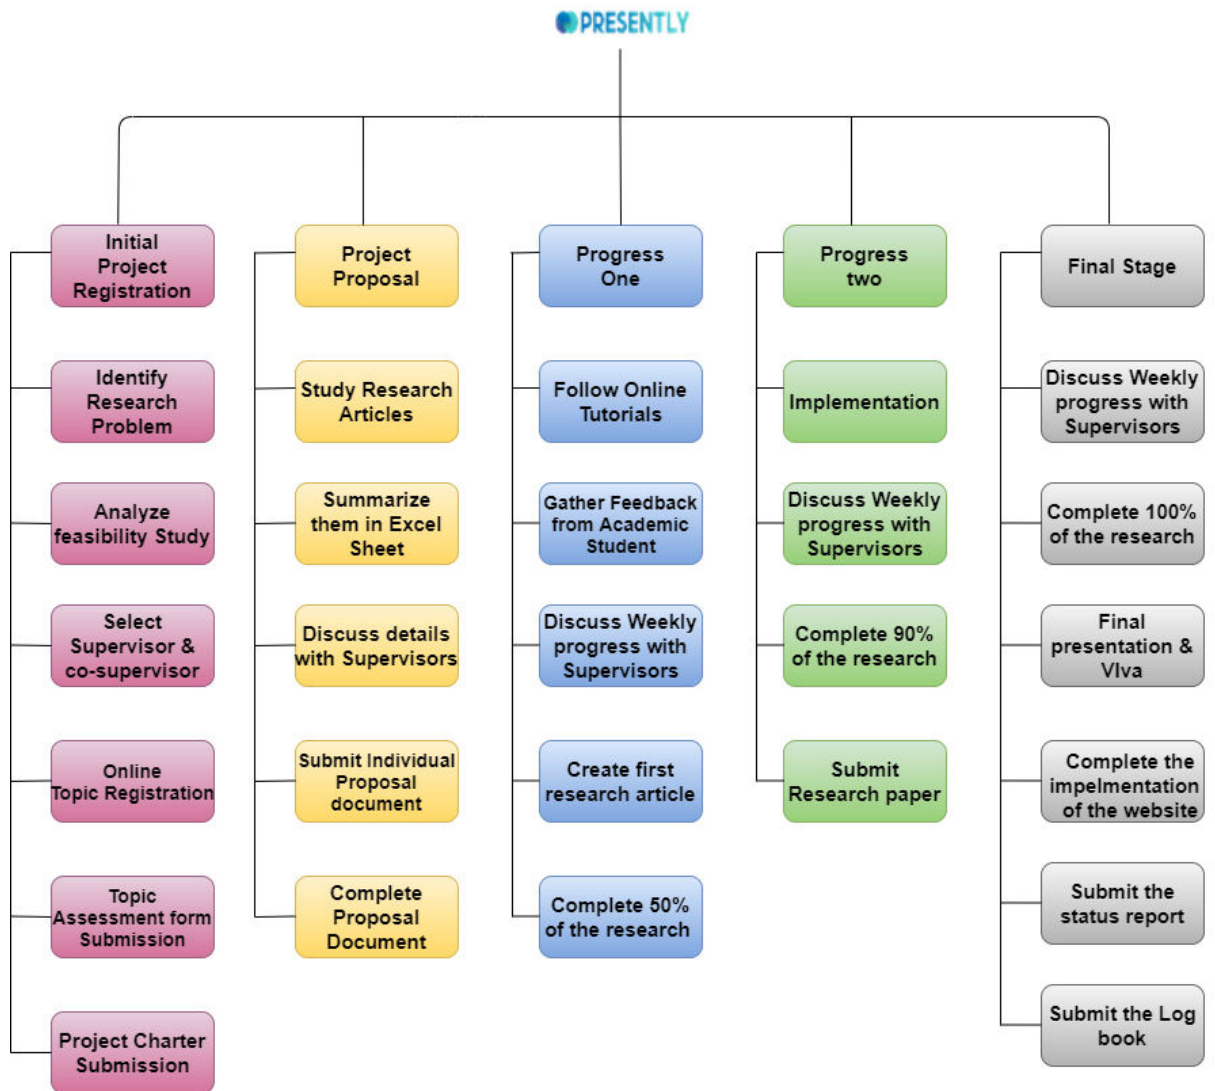 PRESENTLY
Initial
Project
Registration
Identify
Research
Problem
Analyze
feasibility Study
Select
Supervisor &
co-supervisor
Online
Topic Registration
Topic
Assessment form
Submission
Project Charter
Submission
Project
Proposal
Study Research
Articles
Summarize
them in Excel
Sheet
Discuss details
with Supervisors
Submit Individual
Proposal
document
Complete
Proposal
Document
Progress
One
Follow Online
Tutorials
Gather Feedback
from Academic
Student
Discuss Weekly
progress with
Supervisors
Create first
research article
Complete 50%
of the research
Progress
two
Implementation
Discuss Weekly
progress with
Supervisors
Complete 90%
of the research
Submit
Research paper
Final Stage
Discuss Weekly
progress with
Supervisors
Complete 100%
of the research
Final
presentation &
VIva
Complete the
impelmentation
of the website
Submit the
status report
Submit the Log
book